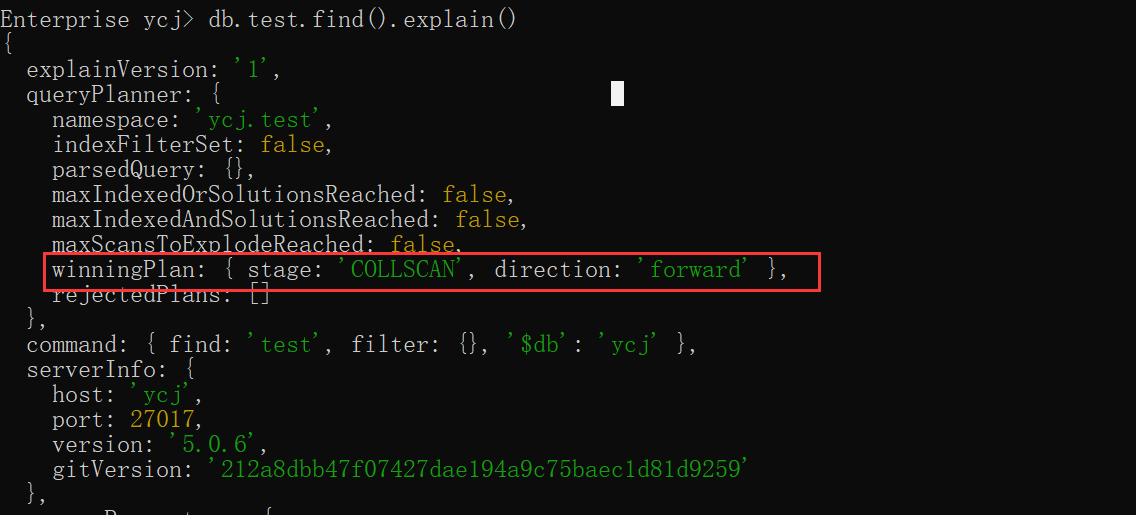 Enterprise ycj> db.test.find().explain()
{
  explainVersion: '1',
  queryPlanner: {
    namespace: 'ycj.test',
    indexFilterSet: false,
    parsedQuery: {},
    maxIndexedOrSolutionsReached: false,
    maxIndexedAndSolutionsReached: false,
    maxScansToExplodeReached: false,
    winningPlan: { stage: 'COLLSCAN', direction: 'forward' },
    rejectedPlans: []
  },
  command: { find: 'test', filter: {}, '$db': 'ycj' },
  serverInfo: {
    host: 'ycj',
    port: 27017,
    version: '5.0.6',
    gitVersion: '212a8dbb47f07427dae194a9c75baec1d81d9259'
  },